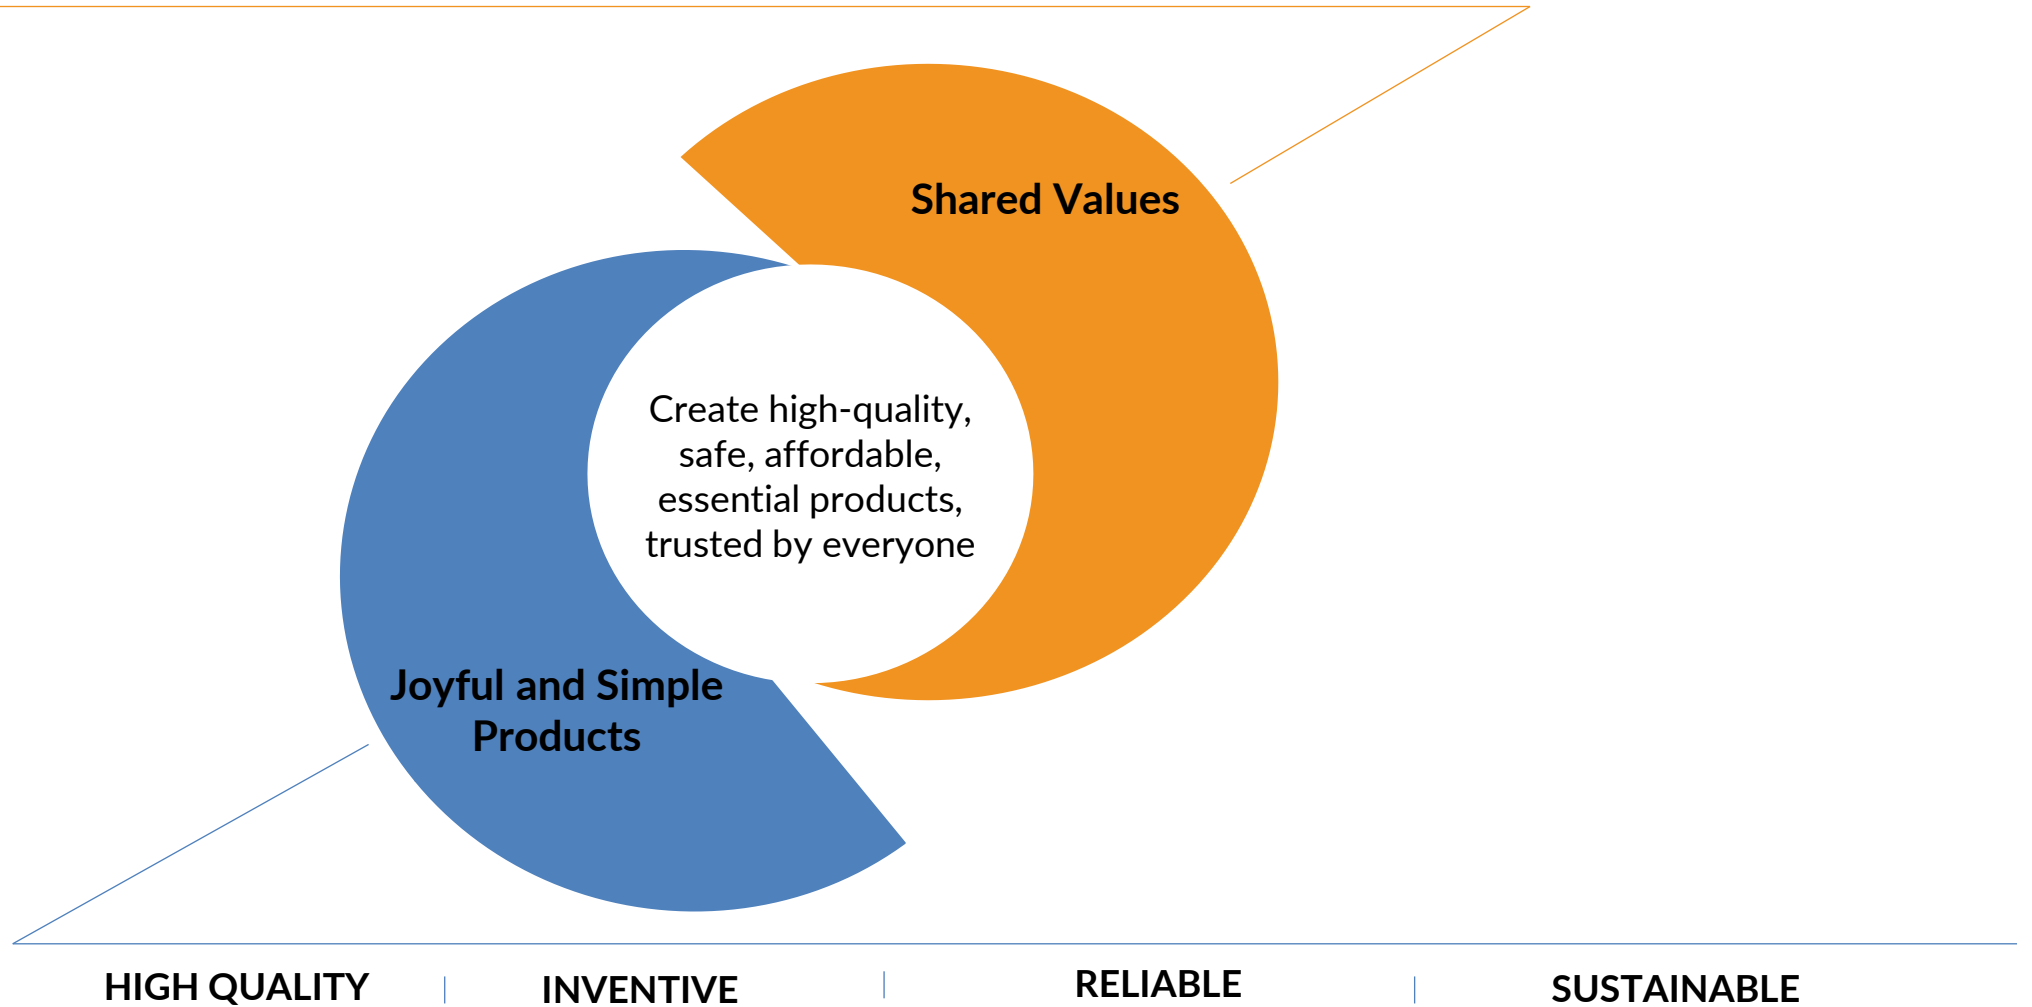 Shared Values
Create high-quality,
safe, affordable,
essential products,
trusted by everyone
Joyful and Simple
Products
HIGH QUALITY
INVENTIVE
RELIABLE
SUSTAINABLE